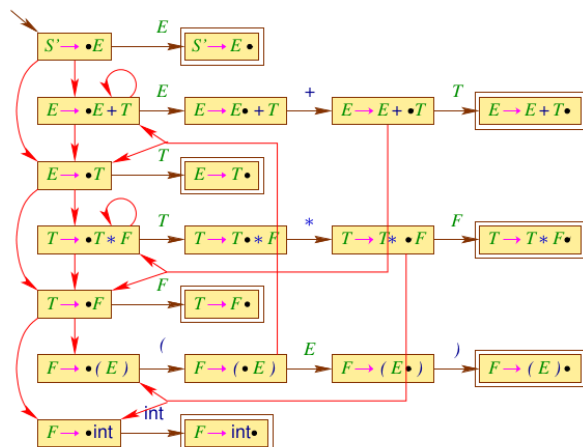 E
S’→ •E S’→ E •
E + T
E→ •E + T E→ E• + T E→ E + •T E→ E + T•
T
E→ •T E→ T•
T * F
T→ •T * F T→ T• * F T→ T * •F T→ T * F•
F
T→ •F T→ F•
( E )
F→ •( E ) F→ ( •E ) F→ ( E•) F→ ( E ) •
int
F→ •int F→ int•